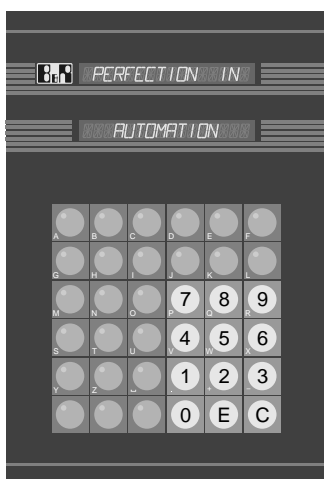 B&R PERFECTION IN
AUTOMATION
A B C D E F
G H I J K L
7 8 9
M N O P Q R
4 5 6
S T U V W X
1 2 3
Y Z ␣ . + −
0 E C